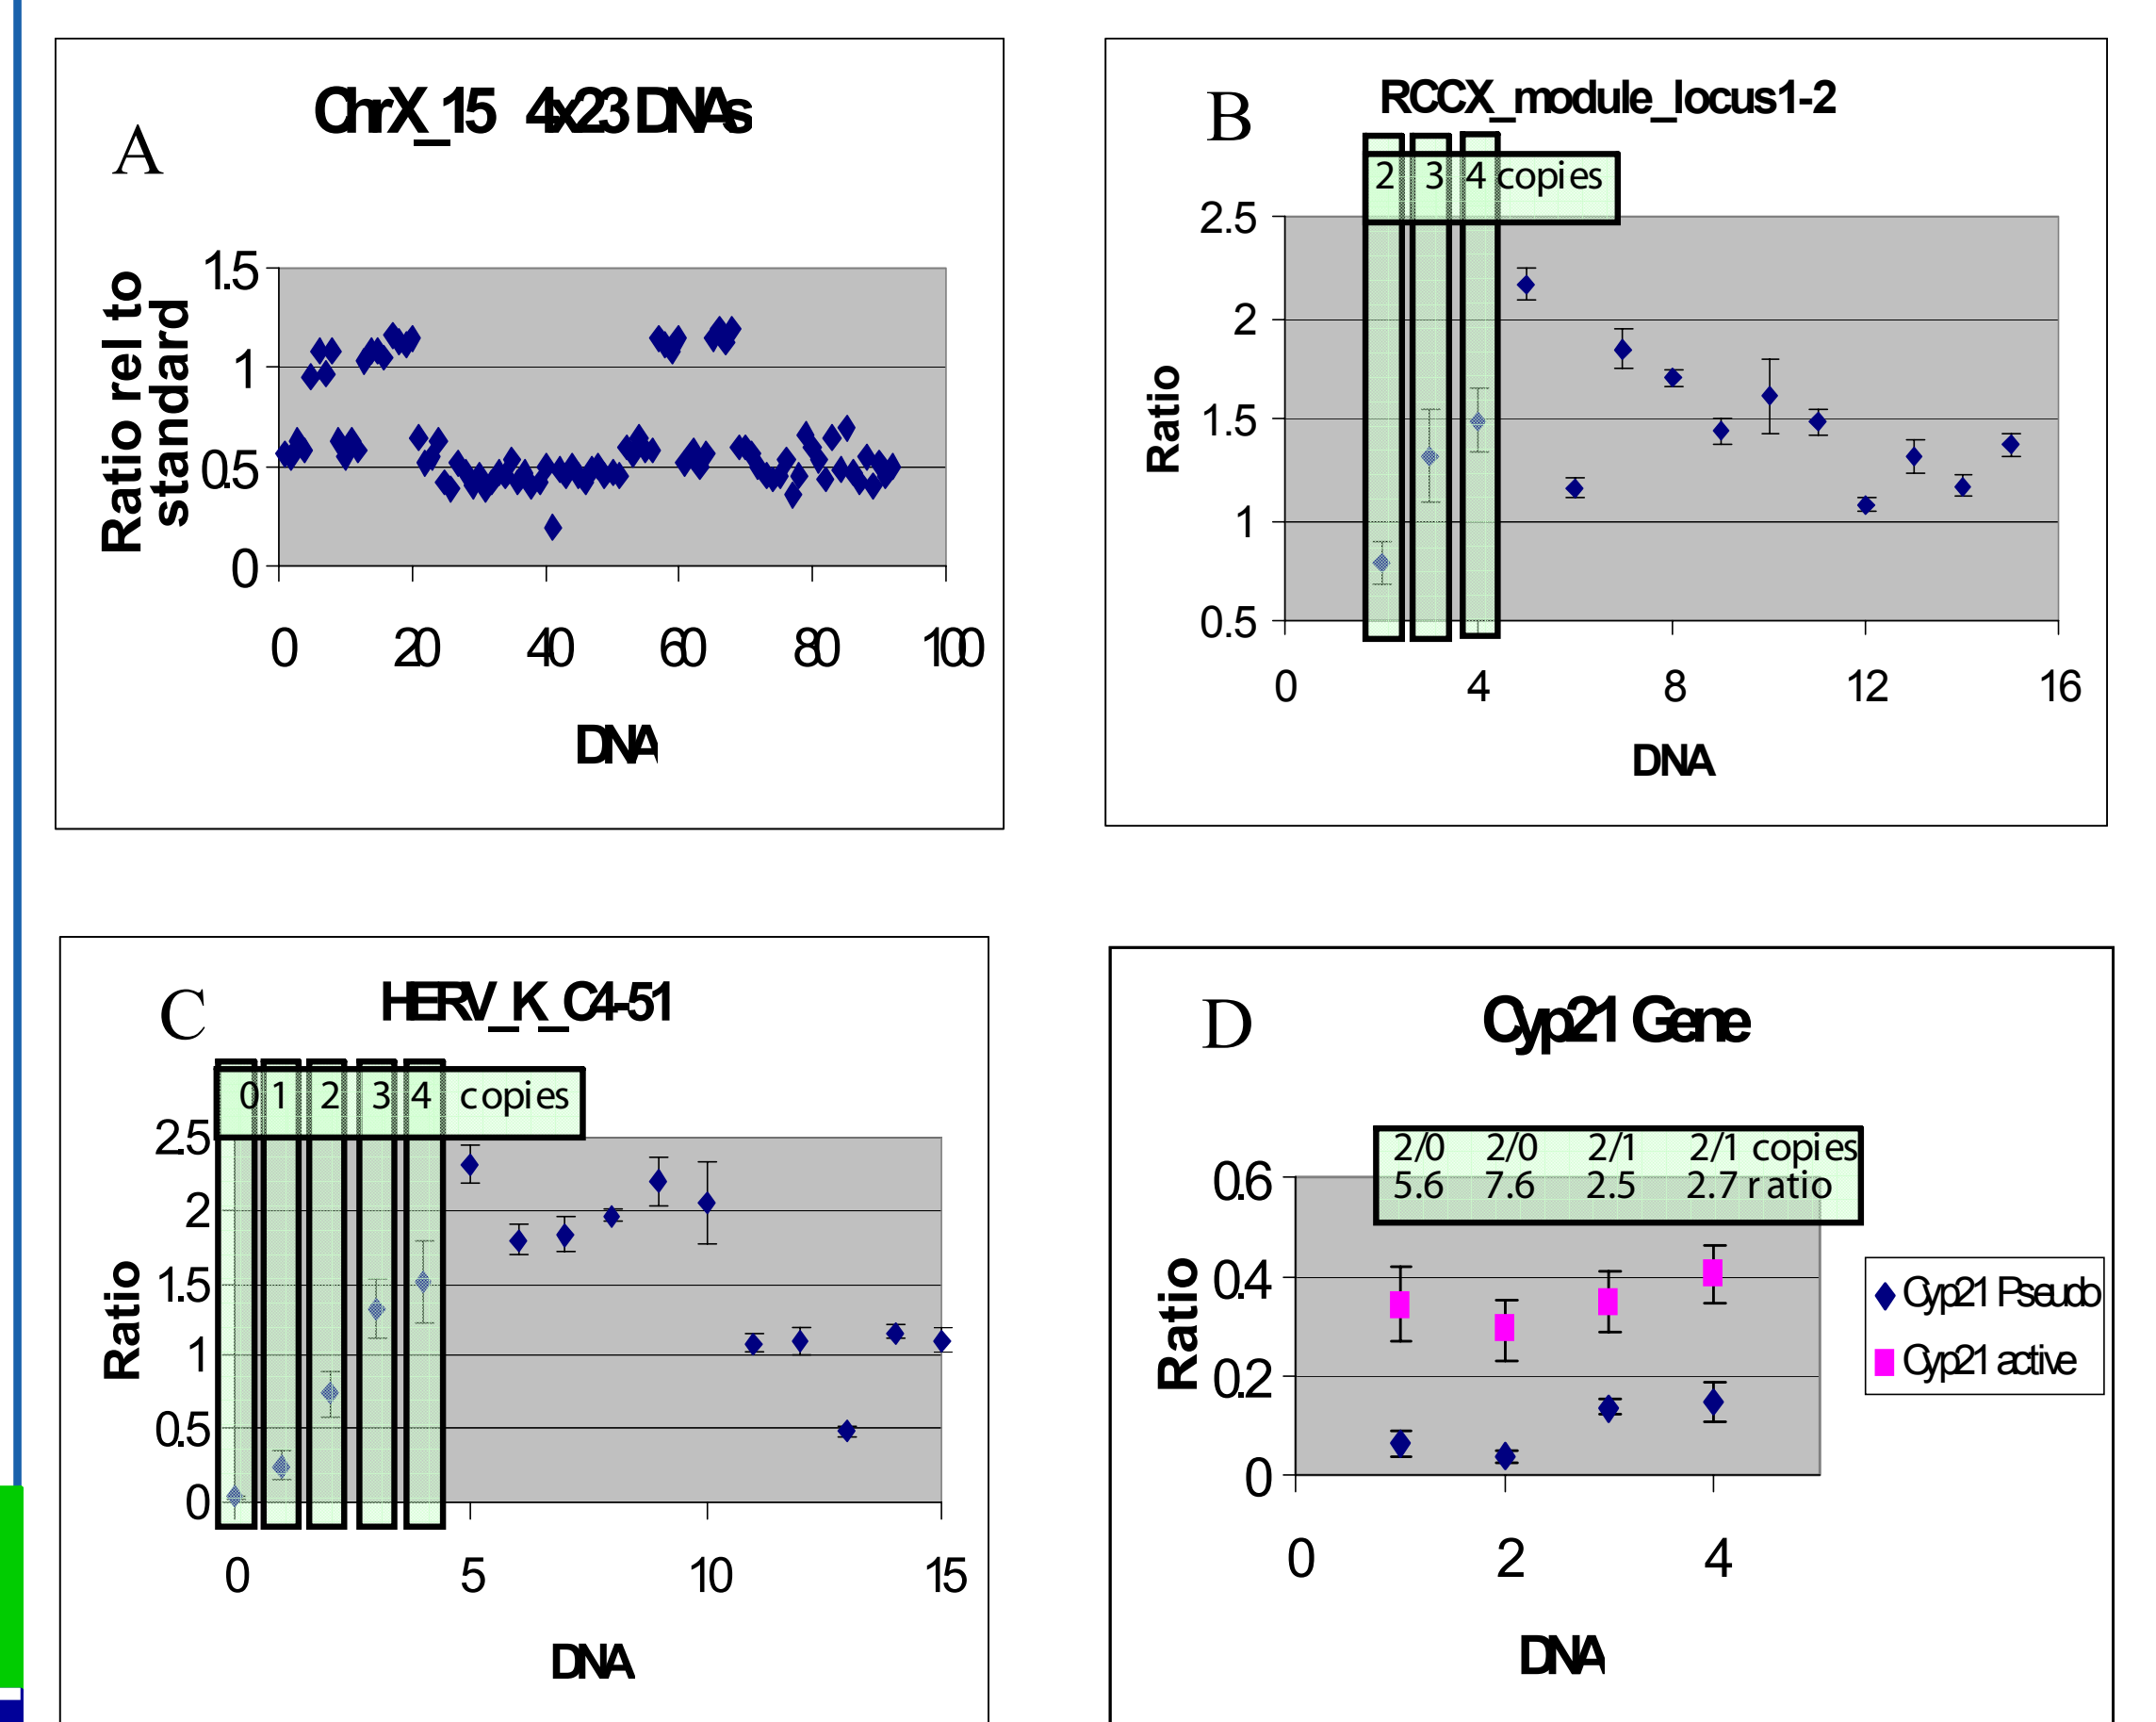 A
ChrX_15 4x23 DNAs
Ratio rel to
standard
1.5
1
0.5
0
0 20 40 60 80 100
DNA
B
RCCX_module_locus1-2
2 3 4 copies
Ratio
2.5
2
1.5
1
0.5
0 4 8 12 16
DNA
C
HERV_K_C4-51
0 1 2 3 4 copies
Ratio
2.5
2
1.5
1
0.5
0
0 5 10 15
DNA
D
Cyp21 Gene
2/0 2/0 2/1 2/1 copies
5.6 7.6 2.5 2.7 ratio
Ratio
0.6
0.4
0.2
0
0 2 4
DNA
Cyp21 Pseudo
Cyp21 active